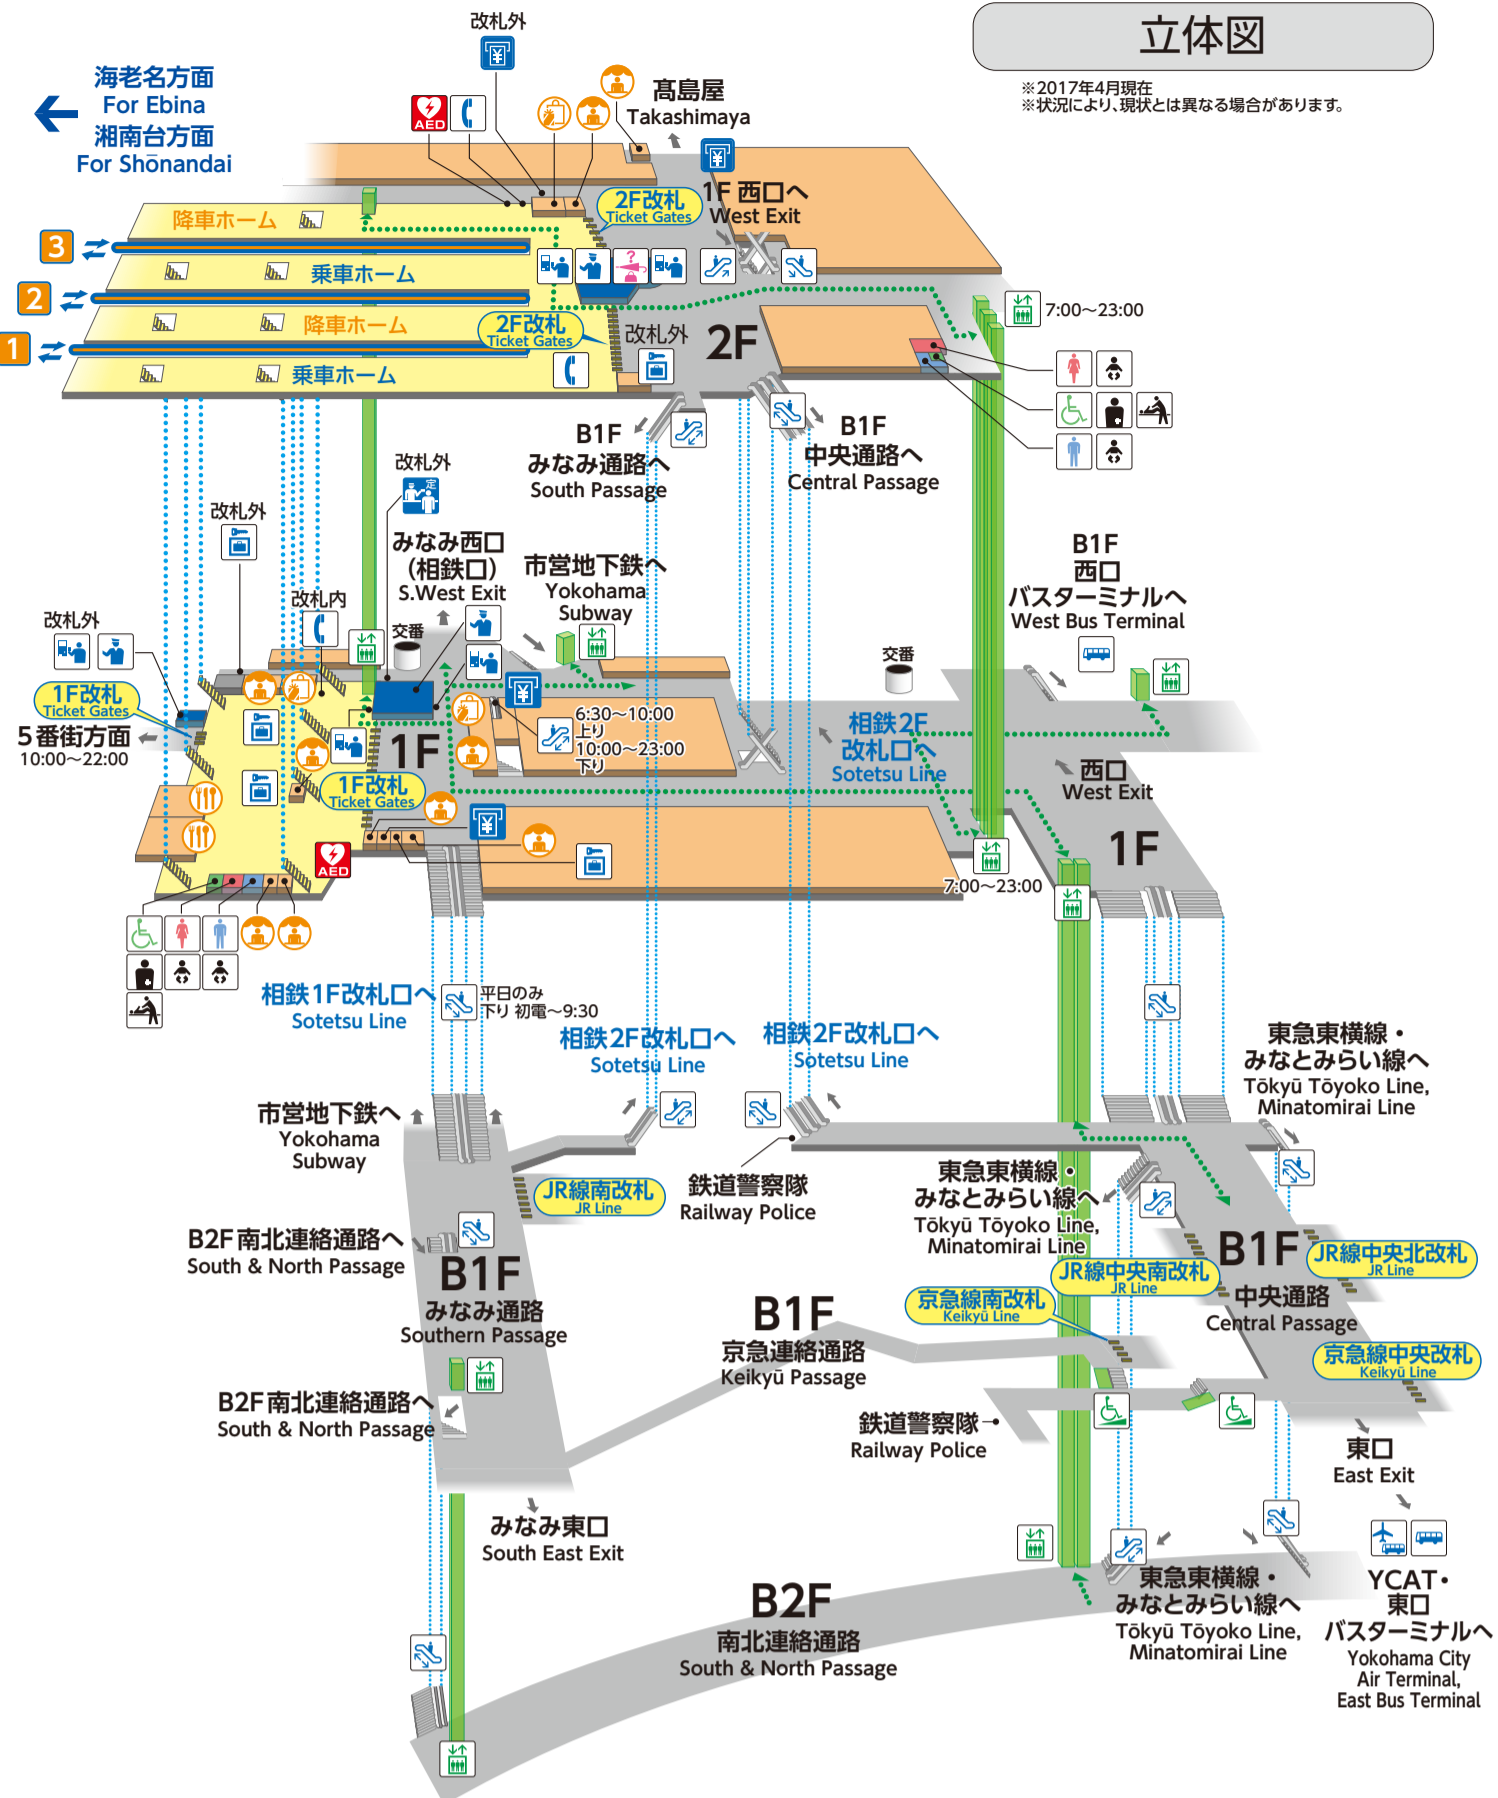 立体図
※2017年4月現在
※状況により、現状とは異なる場合があります。
海老名方面
For Ebina
湘南台方面
For Shōnandai
改札外
AED
髙島屋
Takashimaya
1F 西口へ
West Exit
2F改札
Ticket Gates
降車ホーム
3
乗車ホーム
2
降車ホーム
1
乗車ホーム
2F改札
Ticket Gates
改札外
2F
7:00～23:00
B1F
みなみ通路へ
South Passage
B1F
中央通路へ
Central Passage
改札外
定
改札外
みなみ西口
(相鉄口)
S.West Exit
市営地下鉄へ
Yokohama
Subway
B1F
西口
バスターミナルへ
West Bus Terminal
改札内
改札外
交番
交番
1F改札
Ticket Gates
5番街方面
10:00～22:00
6:30～10:00
上り
10:00～23:00
下り
1F
1F改札
Ticket Gates
相鉄2F
改札口へ
Sotetsu Line
西口
West Exit
1F
AED
7:00～23:00
相鉄1F改札口へ
Sotetsu Line
平日のみ
下り 初電～9:30
相鉄2F改札口へ
Sotetsu Line
相鉄2F改札口へ
Sotetsu Line
東急東横線・
みなとみらい線へ
Tōkyū Tōyoko Line,
Minatomirai Line
市営地下鉄へ
Yokohama
Subway
JR線南改札
JR Line
鉄道警察隊
Railway Police
東急東横線・
みなとみらい線へ
Tōkyū Tōyoko Line,
Minatomirai Line
B2F南北連絡通路へ
South & North Passage
B1F
みなみ通路
Southern Passage
B1F
中央通路
Central Passage
JR線中央北改札
JR Line
JR線中央南改札
JR Line
京急線南改札
Keikyū Line
B1F
京急連絡通路
Keikyū Passage
京急線中央改札
Keikyū Line
B2F南北連絡通路へ
South & North Passage
鉄道警察隊
Railway Police
東口
East Exit
みなみ東口
South East Exit
B2F
南北連絡通路
South & North Passage
東急東横線・
みなとみらい線へ
Tōkyū Tōyoko Line,
Minatomirai Line
YCAT・
東口
バスターミナルへ
Yokohama City
Air Terminal,
East Bus Terminal